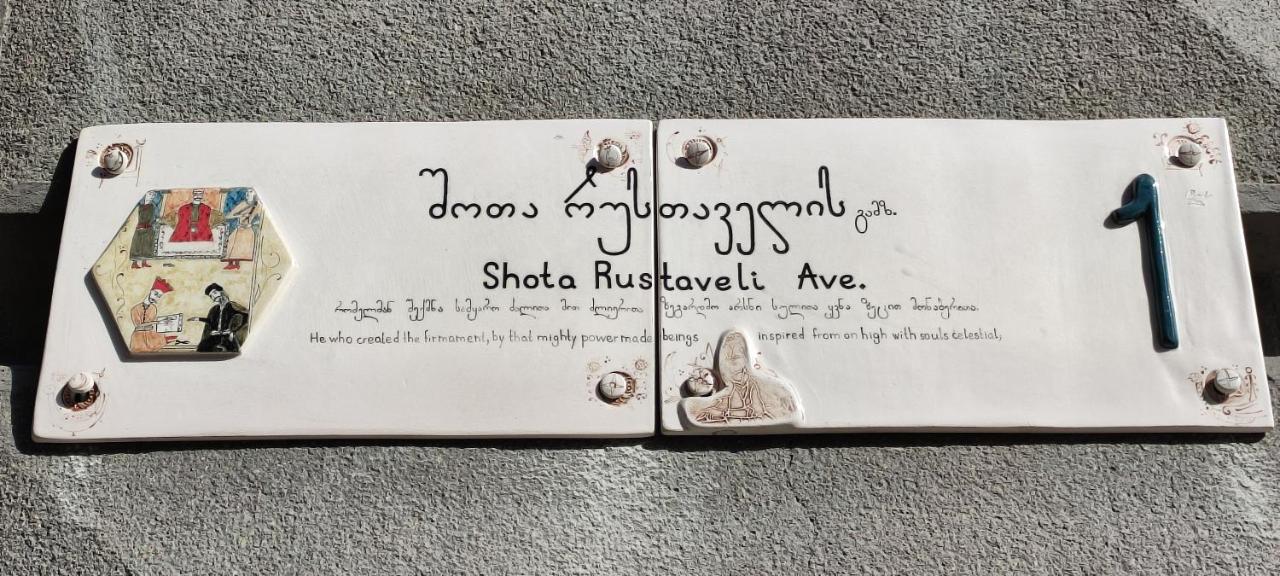 შოთა რუსთაველის გამზ.
Shota Rustaveli Ave.
1
რომელმან შექმნა სამყარო ძალითა მით ძლიერითა ზეგარდმო არსნი სულითა ყვნა ზეცით მონაბერითა.
He who created the firmament, by that mighty power made beings inspired from on high with souls celestial;